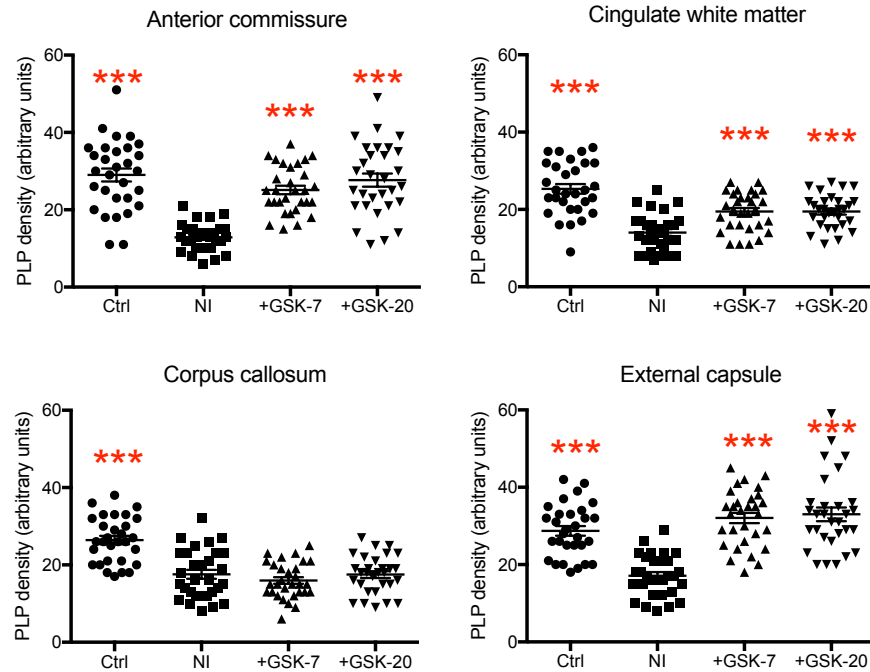 Anterior commissure
PLP density (arbitrary units)
60
40
20
0
***
***
***
Ctrl
NI
+GSK-7
+GSK-20
Cingulate white matter
PLP density (arbitrary units)
60
40
20
0
***
***
***
Ctrl
NI
+GSK-7
+GSK-20
Corpus callosum
PLP density (arbitrary units)
60
40
20
0
***
Ctrl
NI
+GSK-7
+GSK-20
External capsule
PLP density (arbitrary units)
60
40
20
0
***
***
***
Ctrl
NI
+GSK-7
+GSK-20